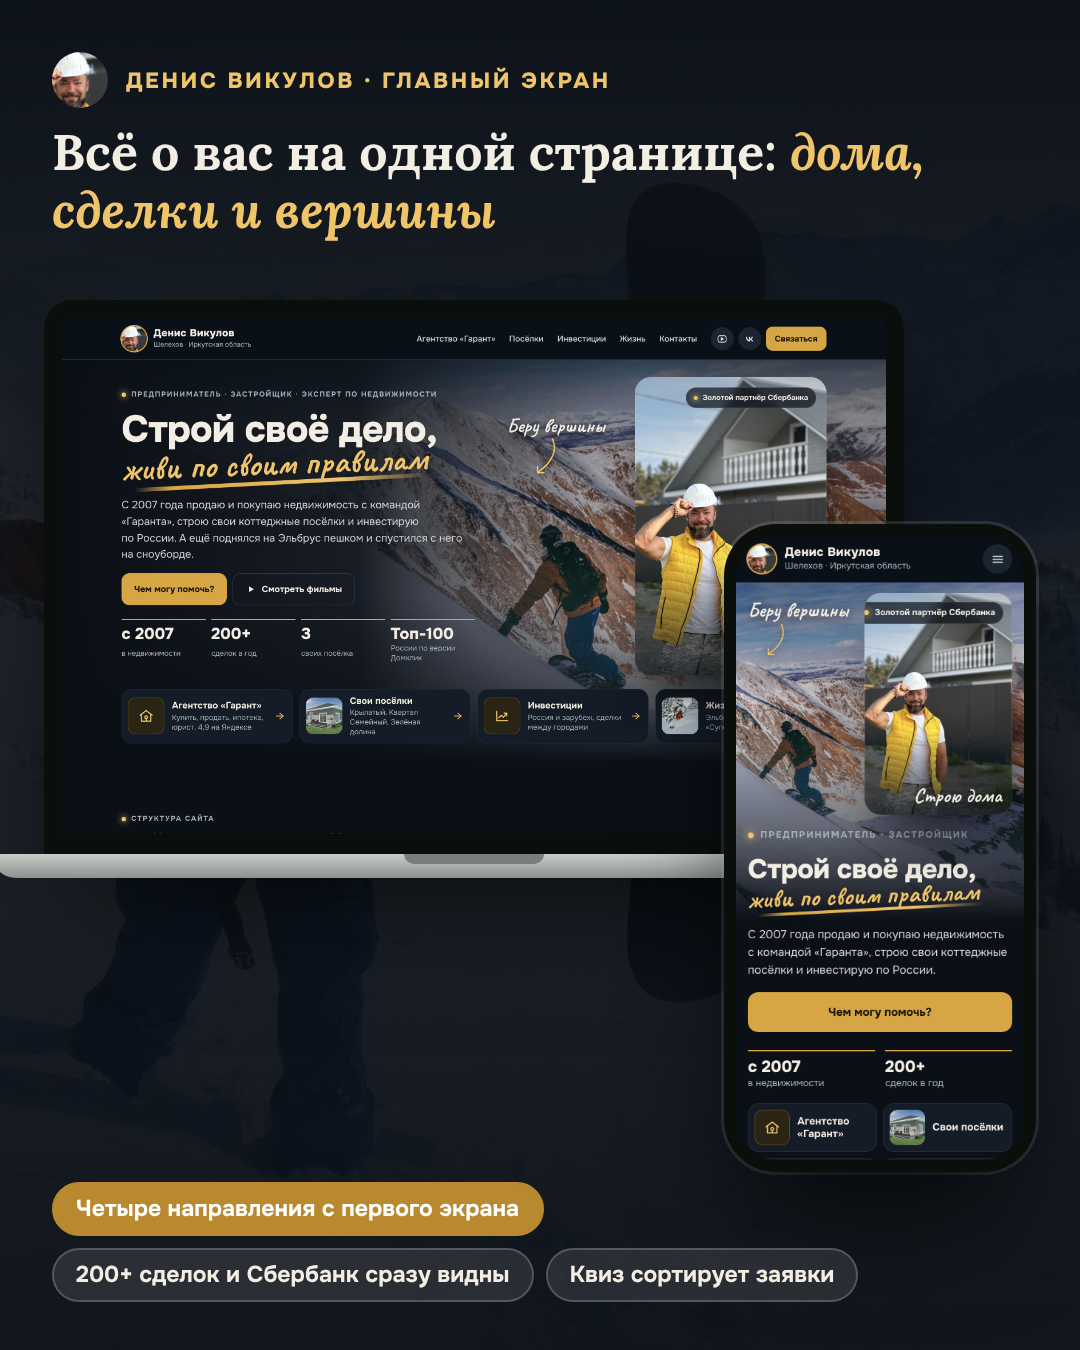 ДЕНИС ВИКУЛОВ · ГЛАВНЫЙ ЭКРАН
Всё о вас на одной странице: дома,
сделки и вершины
Денис Викулов
Шелехов · Иркутская область
Агентство «Гарант» Посёлки Инвестиции Жизнь Контакты
Связаться
ПРЕДПРИНИМАТЕЛЬ · ЗАСТРОЙЩИК · ЭКСПЕРТ ПО НЕДВИЖИМОСТИ
Строй своё дело,
живи по своим правилам
С 2007 года продаю и покупаю недвижимость с командой
«Гаранта», строю свои коттеджные посёлки и инвестирую
по России. А ещё поднялся на Эльбрус пешком и спустился с него
на сноуборде.
Чем могу помочь?
Смотреть фильмы
с 2007
в недвижимости
200+
сделок в год
3
своих посёлка
Топ-100
России по версии
Домклик
Беру вершины
Золотой партнёр Сбербанка
Агентство «Гарант»
Купить, продать, ипотека,
юрист. 4,9 на Яндексе
Свои посёлки
Крылатый, Квартал
Семейный, Зелёная
долина
Инвестиции
Россия и зарубеж, сделки
между городами
СТРУКТУРА САЙТА
Денис Викулов
Шелехов · Иркутская область
Беру вершины
Золотой партнёр Сбербанка
Строю дома
ПРЕДПРИНИМАТЕЛЬ · ЗАСТРОЙЩИК
Строй своё дело,
живи по своим правилам
С 2007 года продаю и покупаю недвижимость
с командой «Гаранта», строю свои коттеджные
посёлки и инвестирую по России.
Чем могу помочь?
с 2007
в недвижимости
200+
сделок в год
Агентство
«Гарант»
Свои посёлки
Четыре направления с первого экрана
200+ сделок и Сбербанк сразу видны
Квиз сортирует заявки